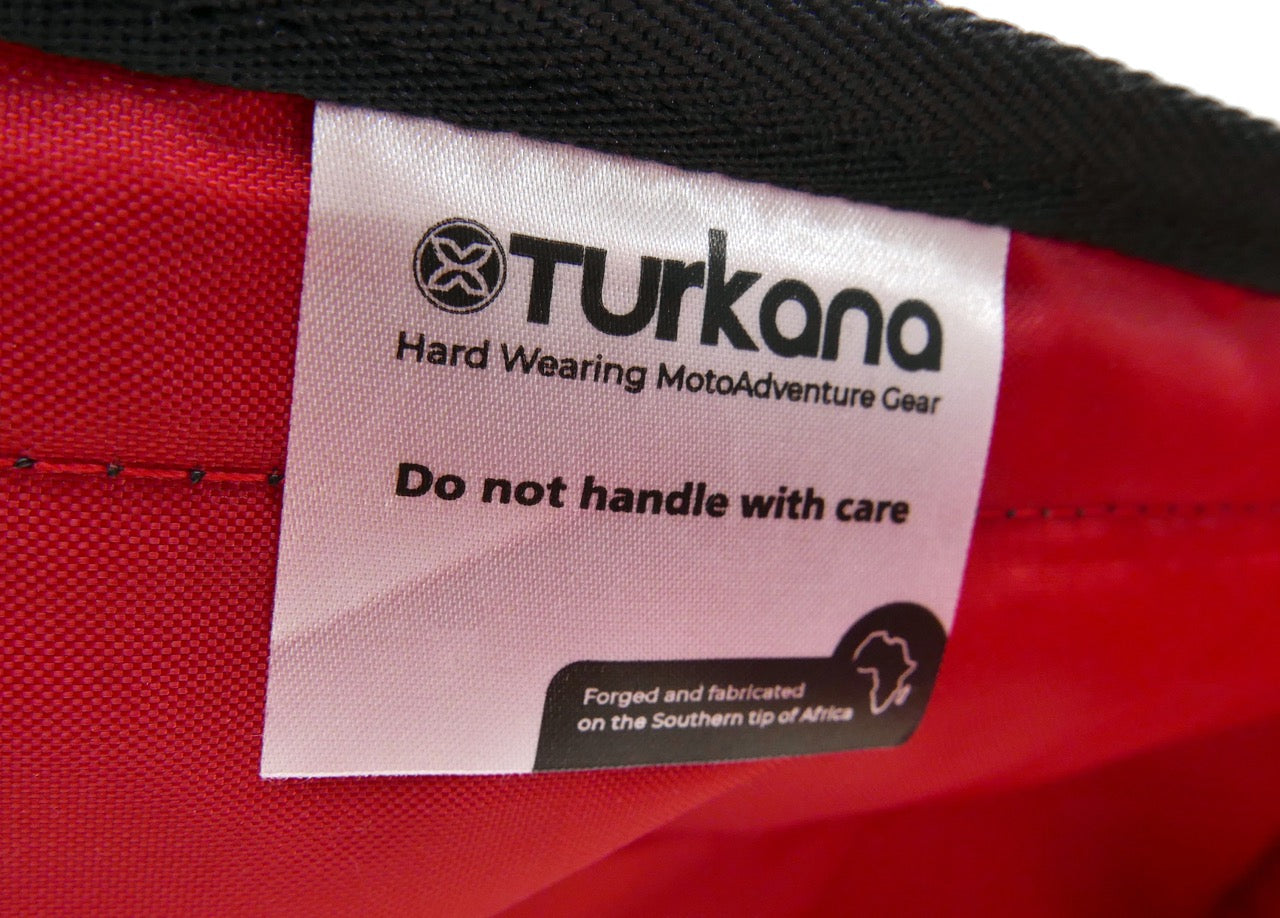 Turkana
Hard Wearing MotoAdventure Gear
Do not handle with care
Forged and fabricated
on the Southern tip of Africa